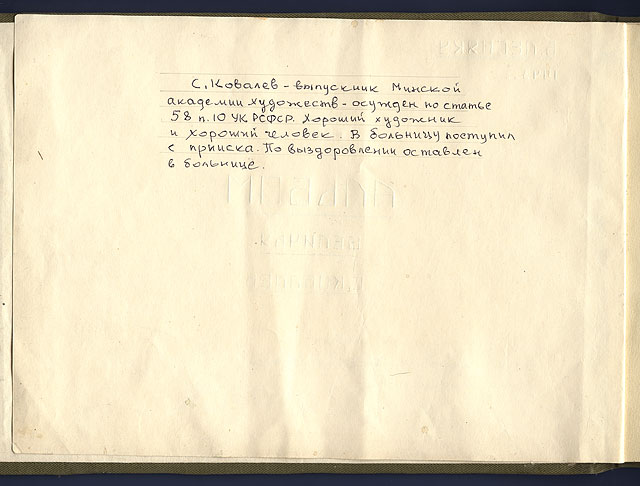 С. Ковалев - выпускник Минской
академии художеств - осужден по статье
58 п. 10 УК РСФСР. Хороший художник
и хороший человек. В больницу поступил
с прииска. По выздоровлении оставлен
в больнице.